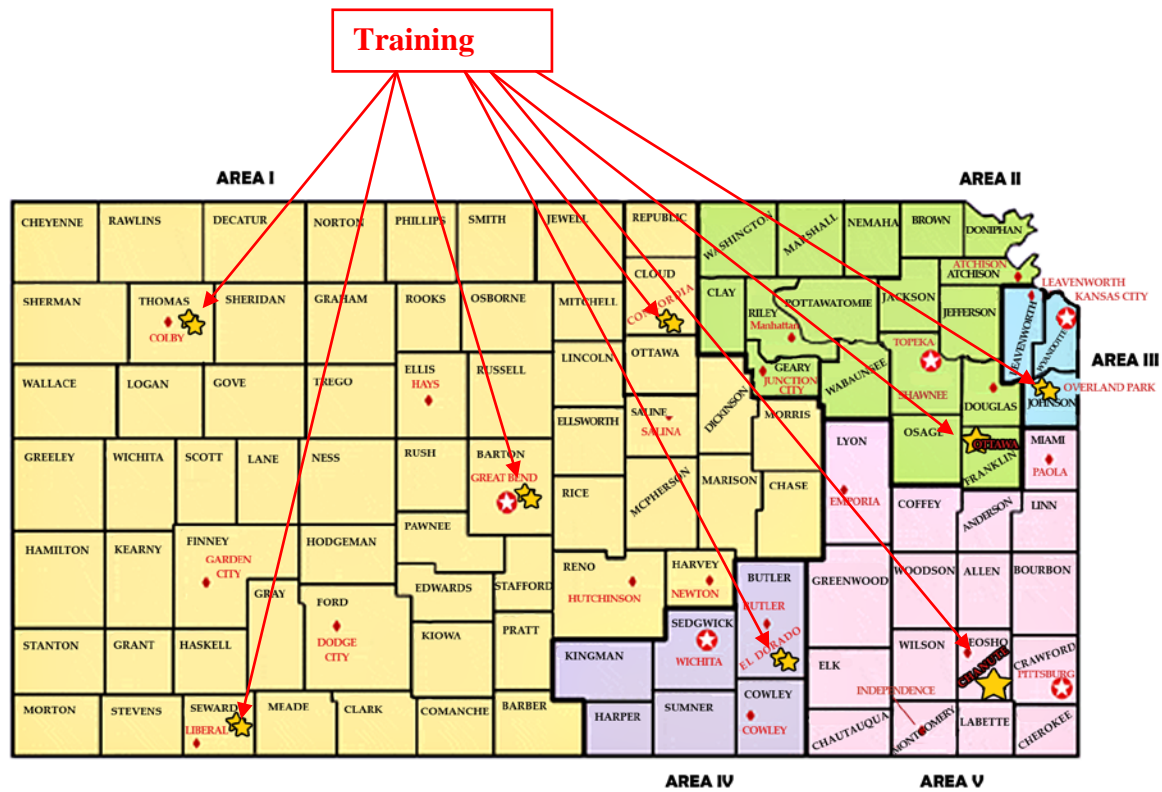 Training
AREA I
AREA II
CHEYENNE
RAWLINS
DECATUR
NORTON
PHILLIPS
SMITH
JEWELL
REPUBLIC
WASHINGTON
MARSHALL
NEMAHA
BROWN
DONIPHAN
ATCHISON
ATCHISON
CLOUD
CONCORDIA
LEAVENWORTH
KANSAS CITY
SHERMAN
THOMAS
COLBY
SHERIDAN
GRAHAM
ROOKS
OSBORNE
MITCHELL
CLAY
RILEY
Manhattan
POTTAWATOMIE
JACKSON
JEFFERSON
LEAVENWORTH
WYANDOTTE
AREA III
TOPEKA
SHAWNEE
WALLACE
LOGAN
GOVE
TREGO
ELLIS
HAYS
RUSSELL
LINCOLN
OTTAWA
DICKINSON
GEARY
JUNCTION
CITY
WABAUNSEE
DOUGLAS
OVERLAND PARK
JOHNSON
ELLSWORTH
SALINE
SALINA
MORRIS
LYON
EMPORIA
OSAGE
OTTAWA
FRANKLIN
MIAMI
PAOLA
GREELEY
WICHITA
SCOTT
LANE
NESS
RUSH
BARTON
GREAT BEND
RICE
MCPHERSON
MARISON
CHASE
COFFEY
ANDERSON
LINN
PAWNEE
HAMILTON
KEARNY
FINNEY
GARDEN
CITY
HODGEMAN
EDWARDS
STAFFORD
RENO
HUTCHINSON
HARVEY
NEWTON
BUTLER
BUTLER
EL DORADO
GREENWOOD
WOODSON
ALLEN
BOURBON
GRAY
FORD
DODGE
CITY
KIOWA
PRATT
STANTON
GRANT
HASKELL
KINGMAN
SEDGWICK
WICHITA
ELK
WILSON
EOSHO
CHANUTE
CRAWFORD
PITTSBURG
INDEPENDENCE
MORTON
STEVENS
SEWARD
LIBERAL
MEADE
CLARK
COMANCHE
BARBER
HARPER
SUMNER
COWLEY
COWLEY
CHAUTAUQUA
MONTGOMERY
LABETTE
CHEROKEE
AREA IV
AREA V